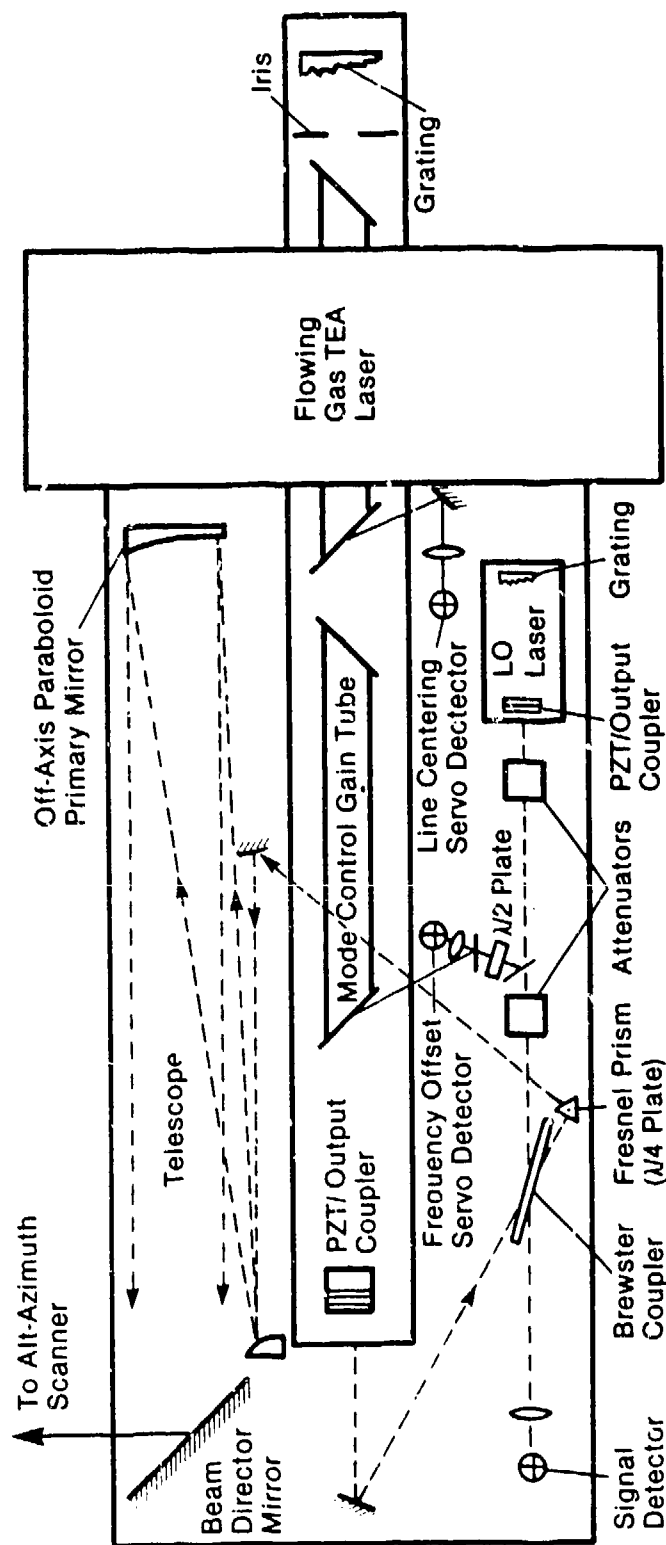 To Alt-Azimuth
Scanner
Beam
Director
Mirror
Telescope
Off-Axis Paraboloid
Primary Mirror
PZT/Output
Coupler
Mode Control Gain Tube
Flowing
Gas TEA
Laser
Iris
Grating
Frequency Offset
Servo Detector
λ/2 Plate
Line Centering
Servo Dectector
LO
Laser
Signal
Detector
Brewster
Coupler
Fresnel Prism
(λ/4 Plate)
Attenuators
PZT/Output
Coupler
Grating